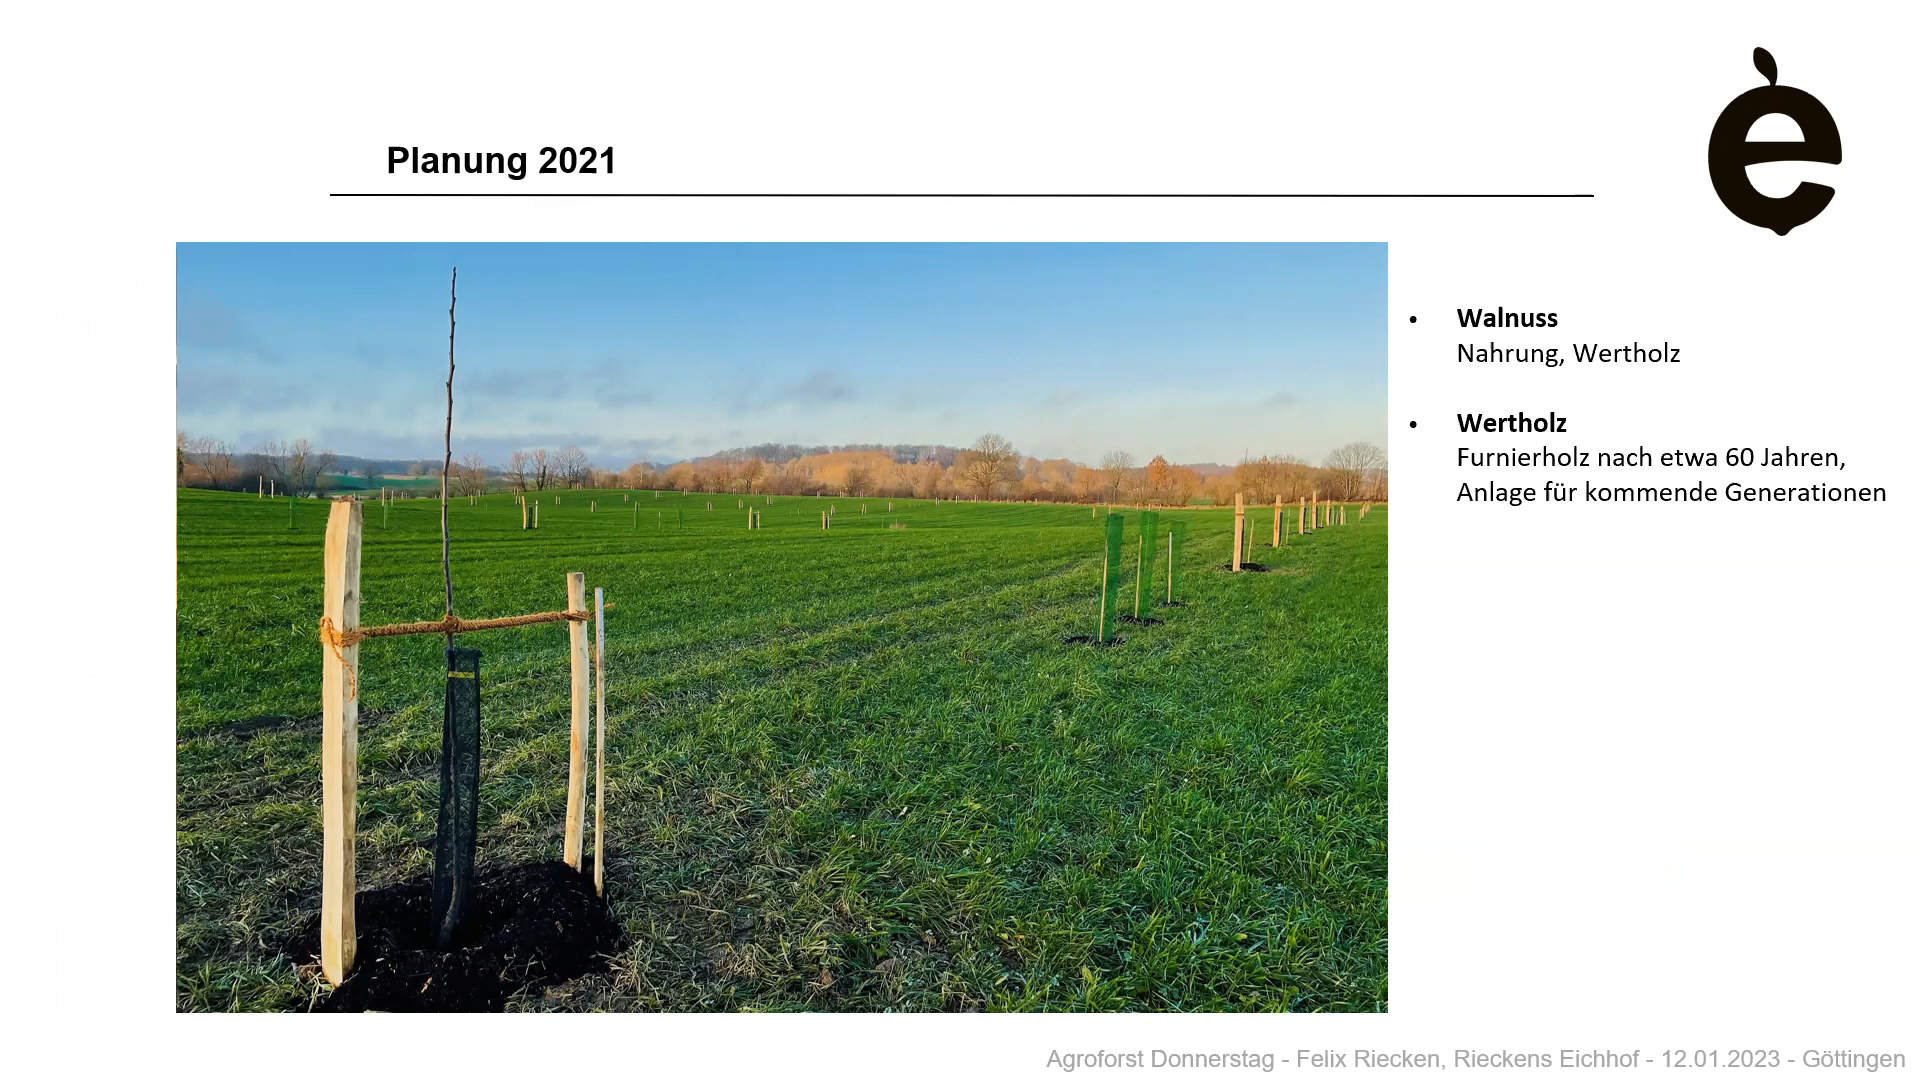 Planung 2021
• Walnuss
Nahrung, Wertholz
• Wertholz
Furnierholz nach etwa 60 Jahren,
Anlage für kommende Generationen
Agroforst Donnerstag - Felix Riecken, Rieckens Eichhof - 12.01.2023 - Göttingen